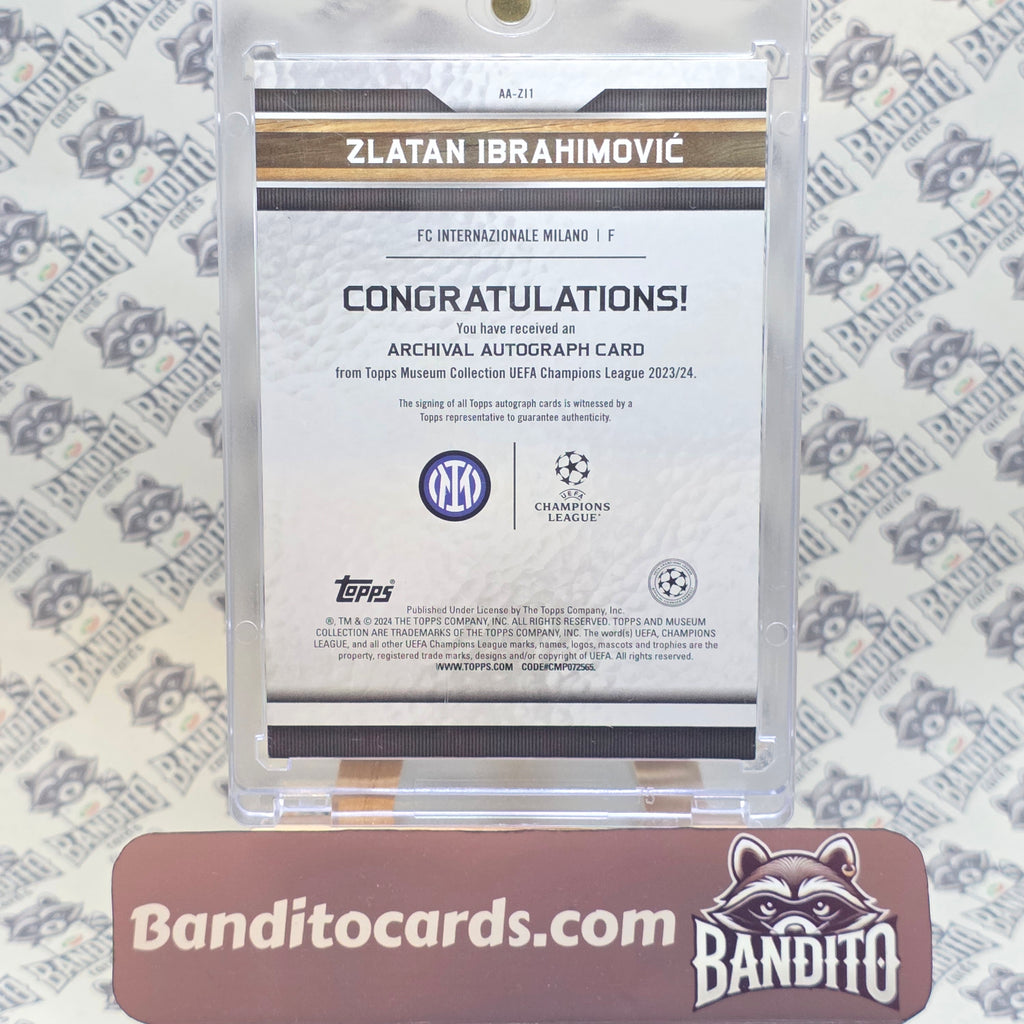 AA-ZI1
ZLATAN IBRAHIMOVIĆ
FC INTERNAZIONALE MILANO | F
CONGRATULATIONS!
You have received an
ARCHIVAL AUTOGRAPH CARD
from Topps Museum Collection UEFA Champions League 2023/24.
The signing of all Topps autograph cards is witnessed by a
Topps representative to guarantee authenticity.
UEFA
CHAMPIONS
LEAGUE
Topps®
Published Under License by The Topps Company, Inc.
®, TM & © 2024 THE TOPPS COMPANY, INC. ALL RIGHTS RESERVED. TOPPS AND MUSEUM
COLLECTION ARE TRADEMARKS OF THE TOPPS COMPANY, INC. The word(s) UEFA, CHAMPIONS
LEAGUE, and all other UEFA Champions League marks, names, logos, mascots and trophies are the
property, registered trade marks, designs and/or copyright of UEFA. All rights reserved.
WWW.TOPPS.COM CODE#CMP072565.
Banditocards.com
BANDITO
BANDITO
cards